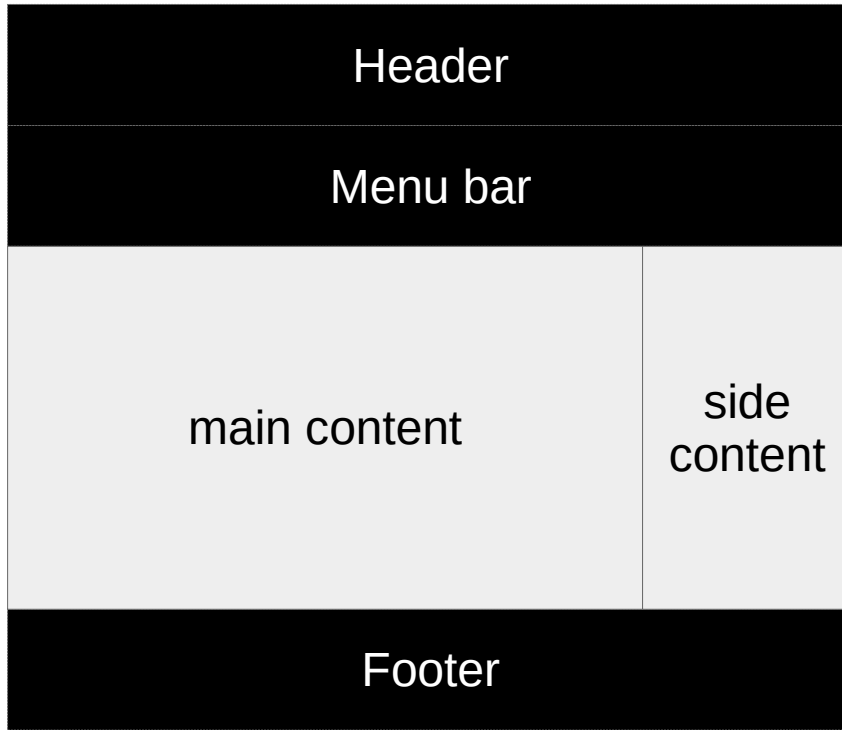 Header
Menu bar
main content
side
content
Footer